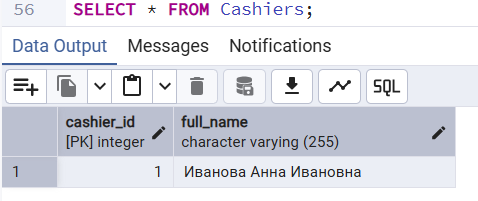 56 SELECT * FROM Cashiers;
Data Output Messages Notifications
SQL
cashier_id full_name
[PK] integer character varying (255)
1 1 Иванова Анна Ивановна